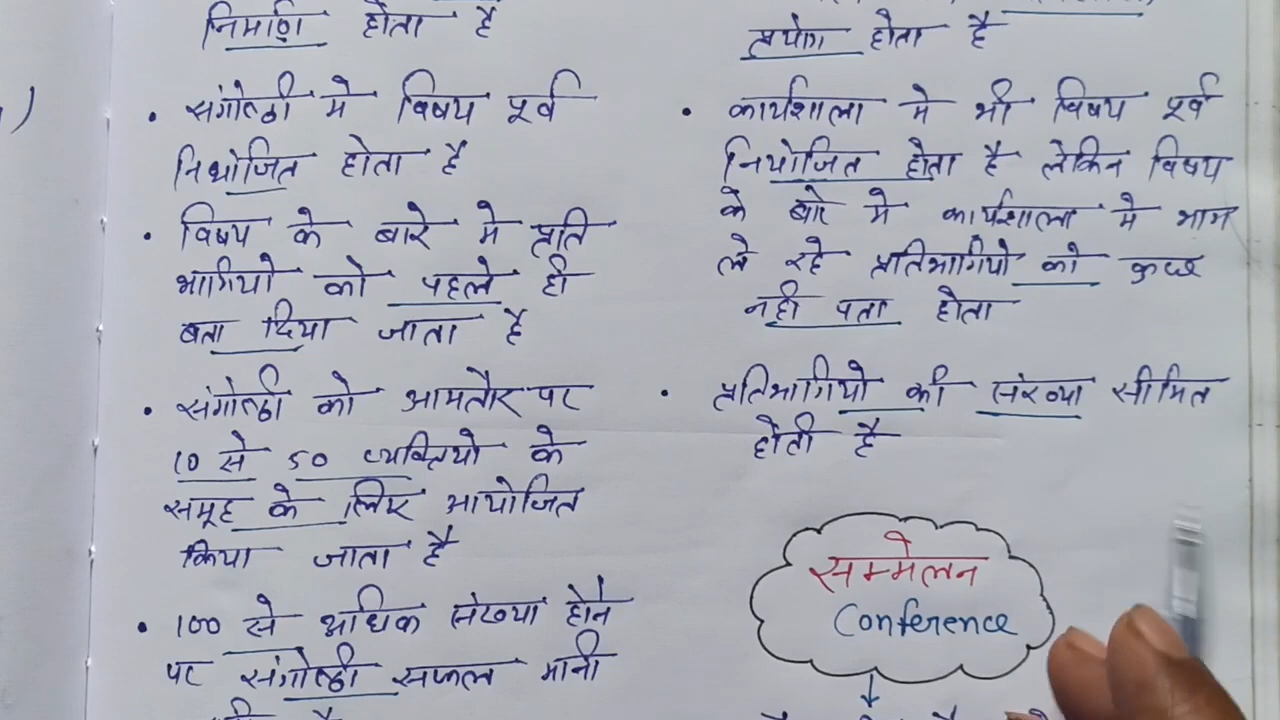 निर्माण होता है
संगोष्ठी मे विषय पूर्व
नियोजित होता है
विषय के बारे मे प्रति
भागियो को पहले ही
बता दिया जाता है
संगोष्ठी को आमतौर पर
10 से 50 व्यक्तियो के
समूह के लिए आयोजित
किया जाता है
100 से अधिक संख्या होने
पर संगोष्ठी सफल मानी
प्रयोग होता है
कार्यशाला मे भी विषय पूर्व
नियोजित होता है लेकिन विषय
के बारे मे कार्यशाला मे भाग
ले रहे प्रतिभागियो को कुछ
नही पता होता
प्रतिभागियो की संख्या सीमित
होती है
सम्मेलन
Conference